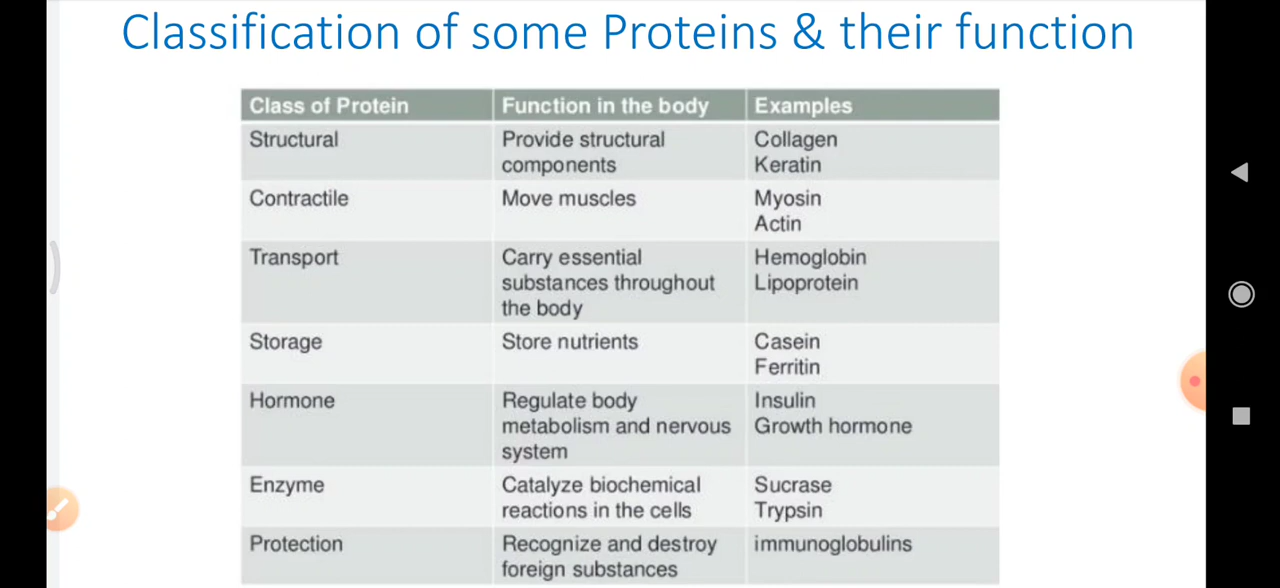 Classification of some Proteins & their function
Class of Protein Function in the body Examples
Structural Provide structural Collagen
components Keratin
Contractile Move muscles Myosin
Actin
Transport Carry essential Hemoglobin
substances throughout Lipoprotein
the body
Storage Store nutrients Casein
Ferritin
Hormone Regulate body Insulin
metabolism and nervous Growth hormone
system
Enzyme Catalyze biochemical Sucrase
reactions in the cells Trypsin
Protection Recognize and destroy immunoglobulins
foreign substances